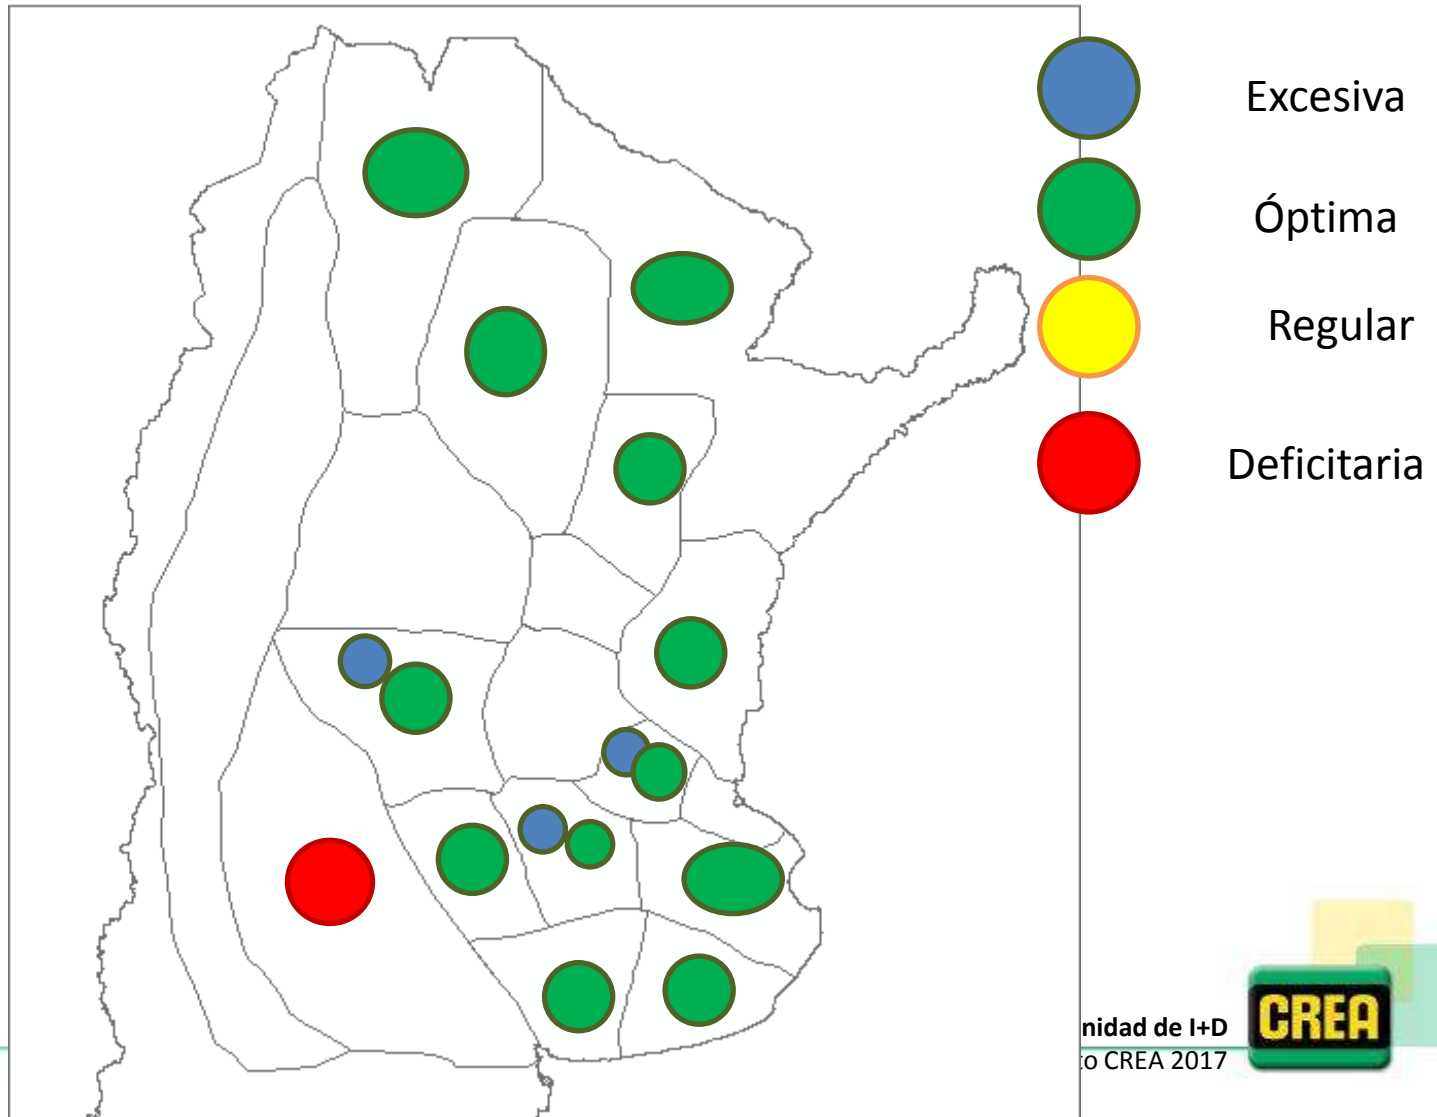 Excesiva
Óptima
Regular
Deficitaria
nidad de I+D
o CREA 2017
CREA